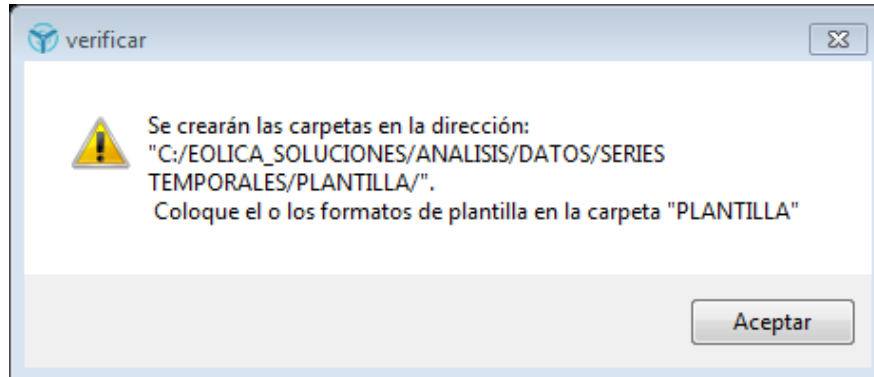 verificar
Se crearán las carpetas en la dirección:
"C:/EOLICA_SOLUCIONES/ANALISIS/DATOS/SERIES
TEMPORALES/PLANTILLA/".
Coloque el o los formatos de plantilla en la carpeta "PLANTILLA"
Aceptar